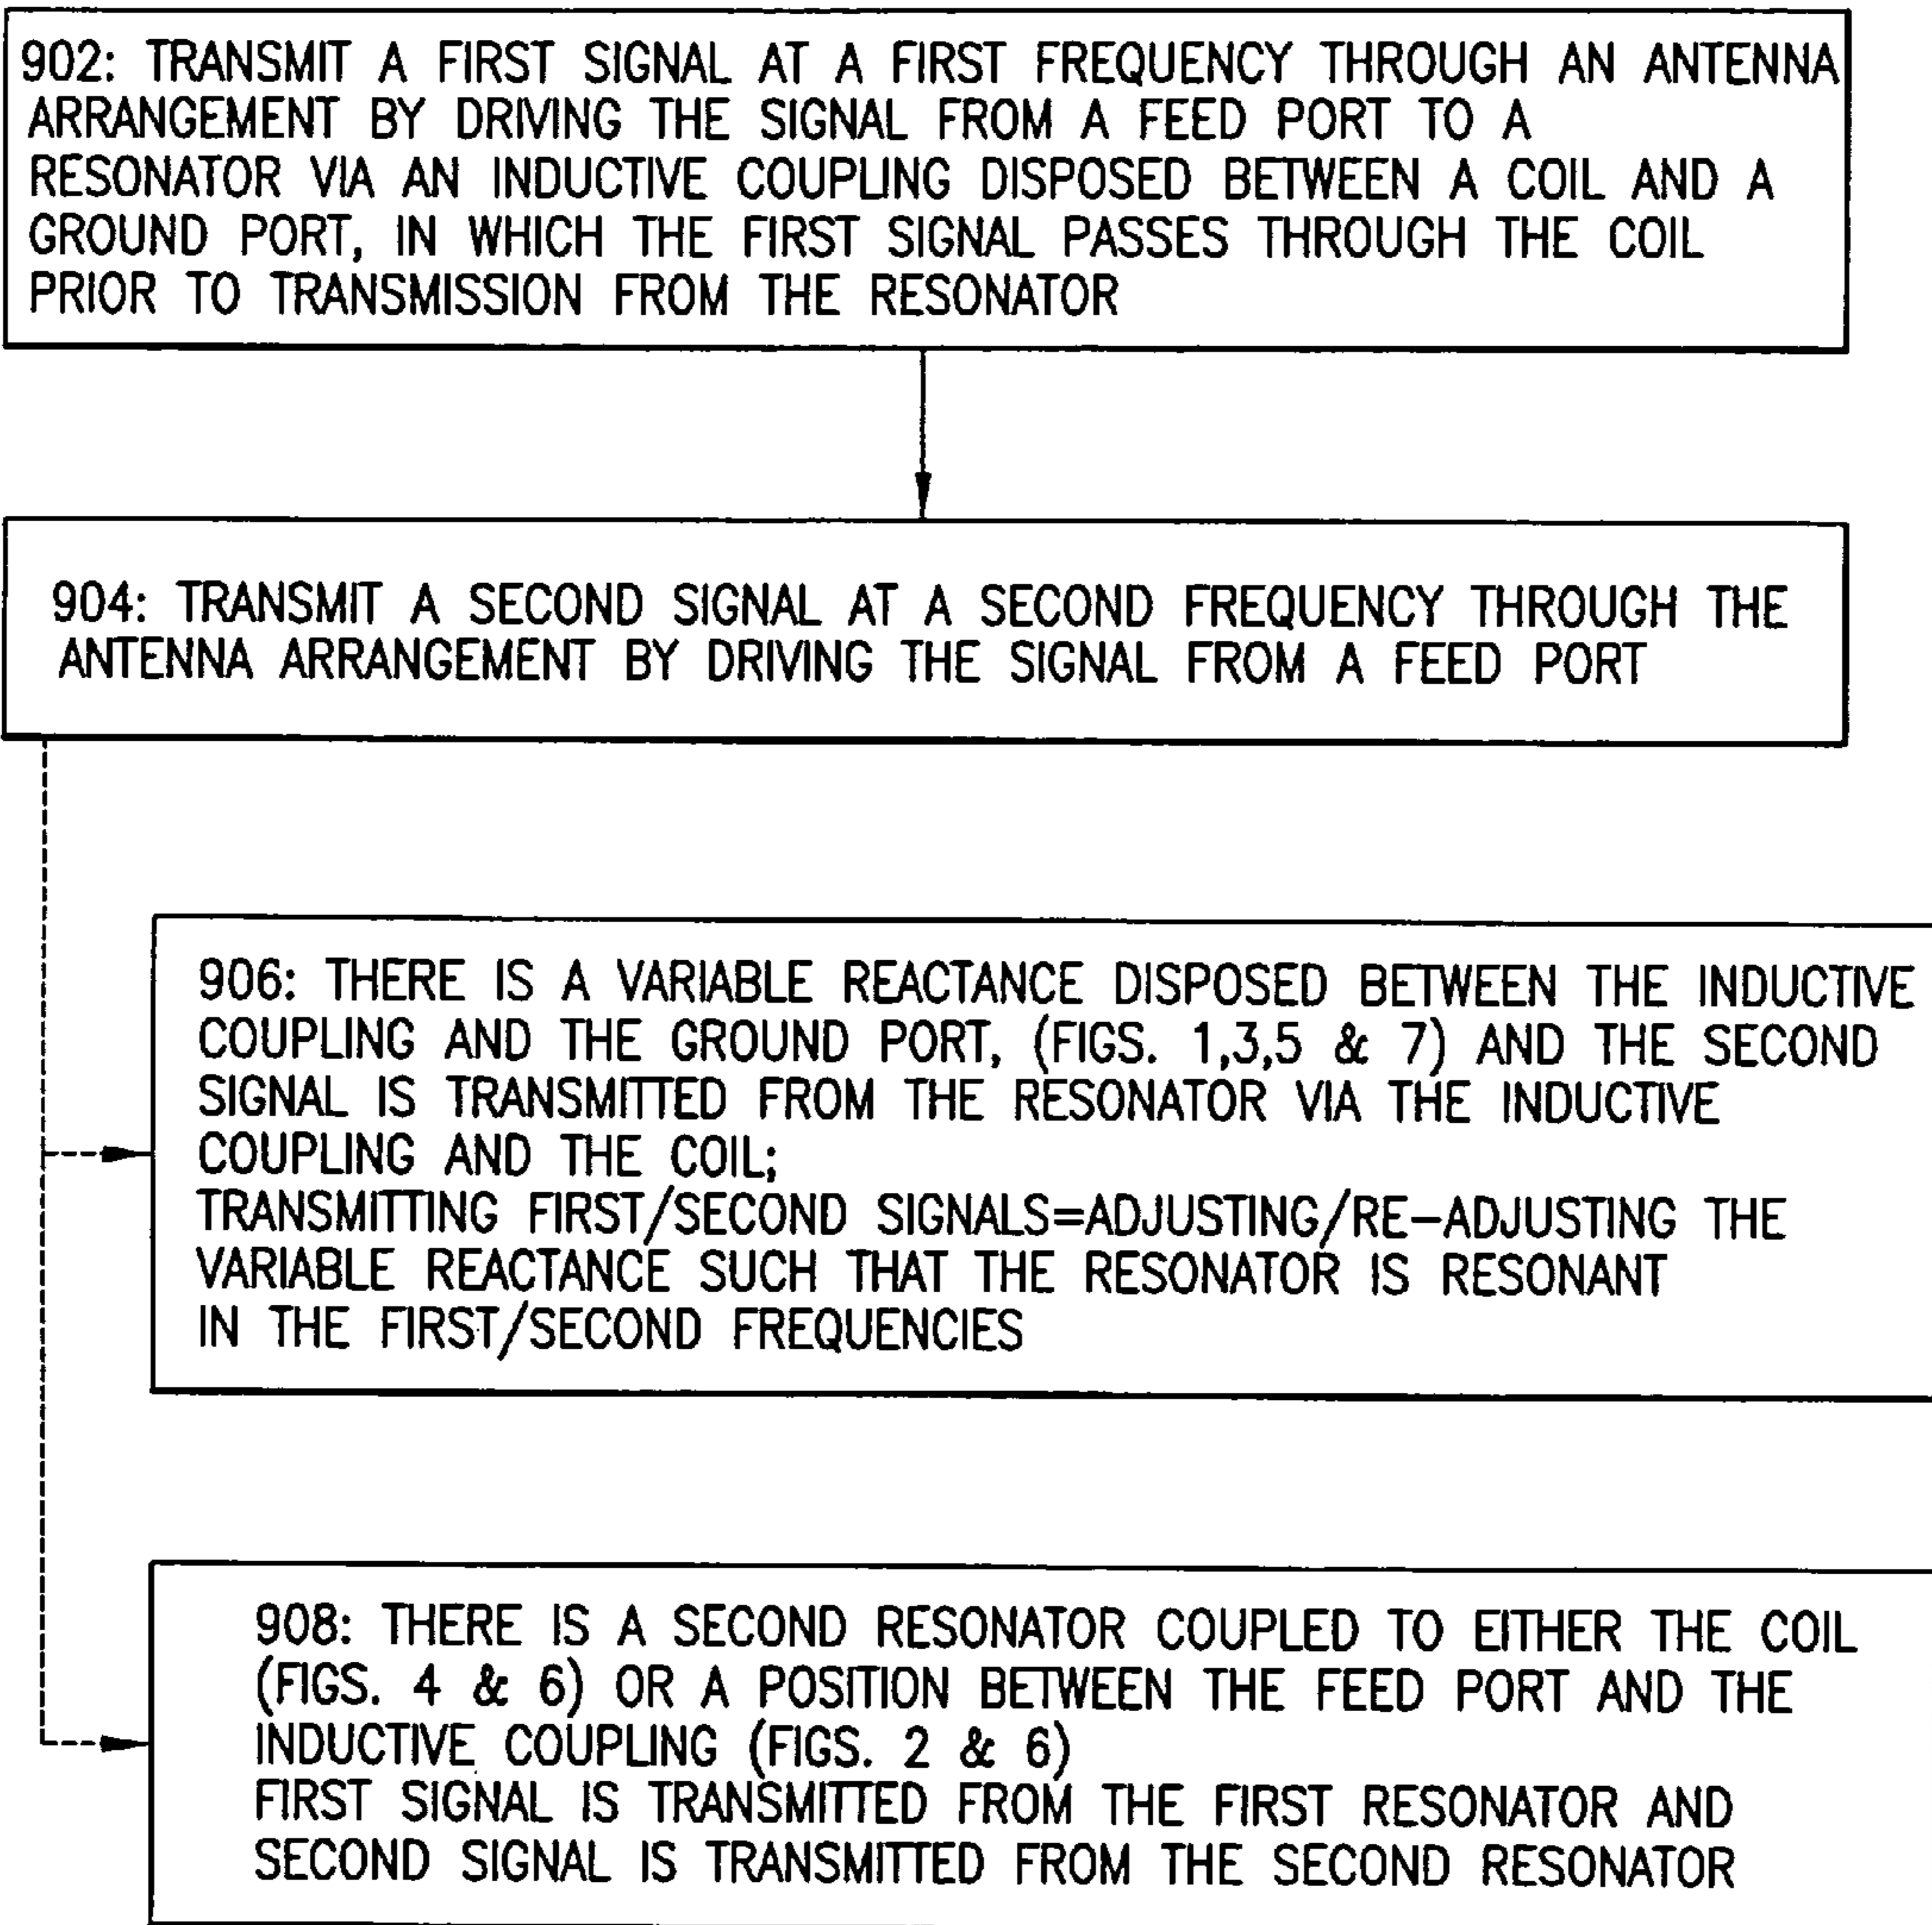 902: TRANSMIT A FIRST SIGNAL AT A FIRST FREQUENCY THROUGH AN ANTENNA
ARRANGEMENT BY DRIVING THE SIGNAL FROM A FEED PORT TO A
RESONATOR VIA AN INDUCTIVE COUPLING DISPOSED BETWEEN A COIL AND A
GROUND PORT, IN WHICH THE FIRST SIGNAL PASSES THROUGH THE COIL
PRIOR TO TRANSMISSION FROM THE RESONATOR
904: TRANSMIT A SECOND SIGNAL AT A SECOND FREQUENCY THROUGH THE
ANTENNA ARRANGEMENT BY DRIVING THE SIGNAL FROM A FEED PORT
906: THERE IS A VARIABLE REACTANCE DISPOSED BETWEEN THE INDUCTIVE
COUPLING AND THE GROUND PORT, (FIGS. 1,3,5 & 7) AND THE SECOND
SIGNAL IS TRANSMITTED FROM THE RESONATOR VIA THE INDUCTIVE
COUPLING AND THE COIL;
TRANSMITTING FIRST/SECOND SIGNALS=ADJUSTING/RE-ADJUSTING THE
VARIABLE REACTANCE SUCH THAT THE RESONATOR IS RESONANT
IN THE FIRST/SECOND FREQUENCIES
908: THERE IS A SECOND RESONATOR COUPLED TO EITHER THE COIL
(FIGS. 4 & 6) OR A POSITION BETWEEN THE FEED PORT AND THE
INDUCTIVE COUPLING (FIGS. 2 & 6)
FIRST SIGNAL IS TRANSMITTED FROM THE FIRST RESONATOR AND
SECOND SIGNAL IS TRANSMITTED FROM THE SECOND RESONATOR